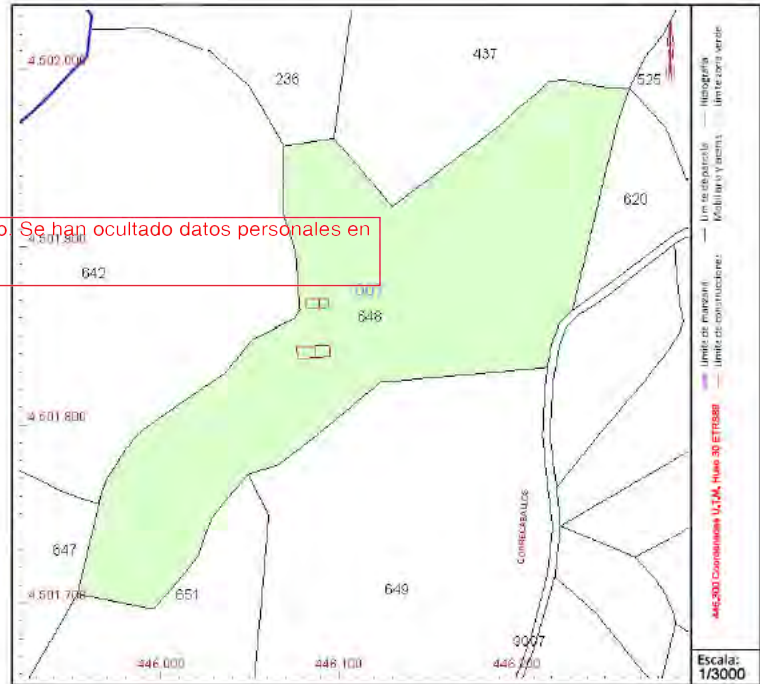 4.502.000
236
437
525
620
o. Se han ocultado datos personales en
4.501.900
642
007
648
4.501.800
CORRECABALLOS
647
4.501.700
651
649
9007
446.000
446.100
446.200
Límite de manzana
Límite de parcela
Hidrografía
Límite de construcciones
Mobiliario y aceras
Límite zona verde
446,300 Coordenadas U.T.M. Huso 30 ETRS89
Escala:
1/3000